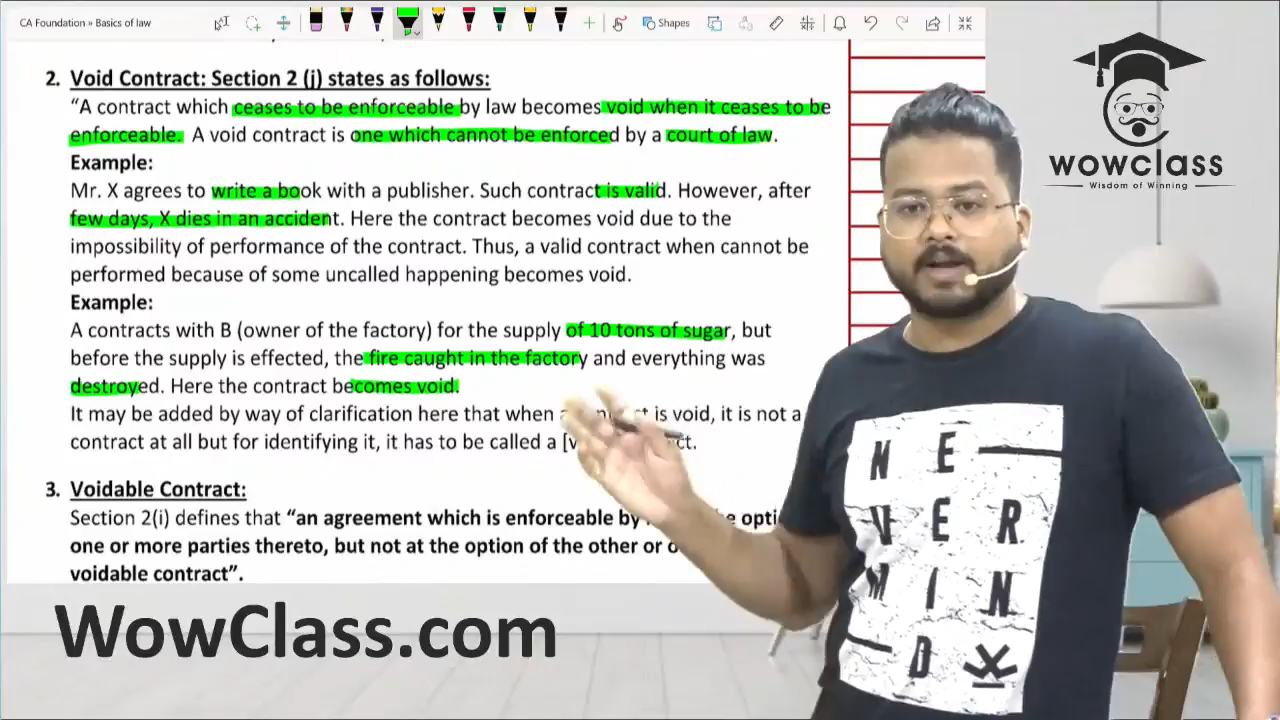 CA Foundation » Basics of law
Shapes
2. Void Contract: Section 2 (j) states as follows:
“A contract which ceases to be enforceable by law becomes void when it ceases to be
enforceable. A void contract is one which cannot be enforced by a court of law.
Example:
Mr. X agrees to write a book with a publisher. Such contract is valid. However, after
few days, X dies in an accident. Here the contract becomes void due to the
impossibility of performance of the contract. Thus, a valid contract when cannot be
performed because of some uncalled happening becomes void.
Example:
A contracts with B (owner of the factory) for the supply of 10 tons of sugar, but
before the supply is effected, the fire caught in the factory and everything was
destroyed. Here the contract becomes void.
It may be added by way of clarification here that when is void, it is not a
contract at all but for identifying it, it has to be called a
3. Voidable Contract:
Section 2(i) defines that “an agreement which is enforceable by the
one or more parties thereto, but not at the option of the other or
voidable contract”.
wowclass
Wisdom of Winning
NE
VER
MIN
D
WowClass.com